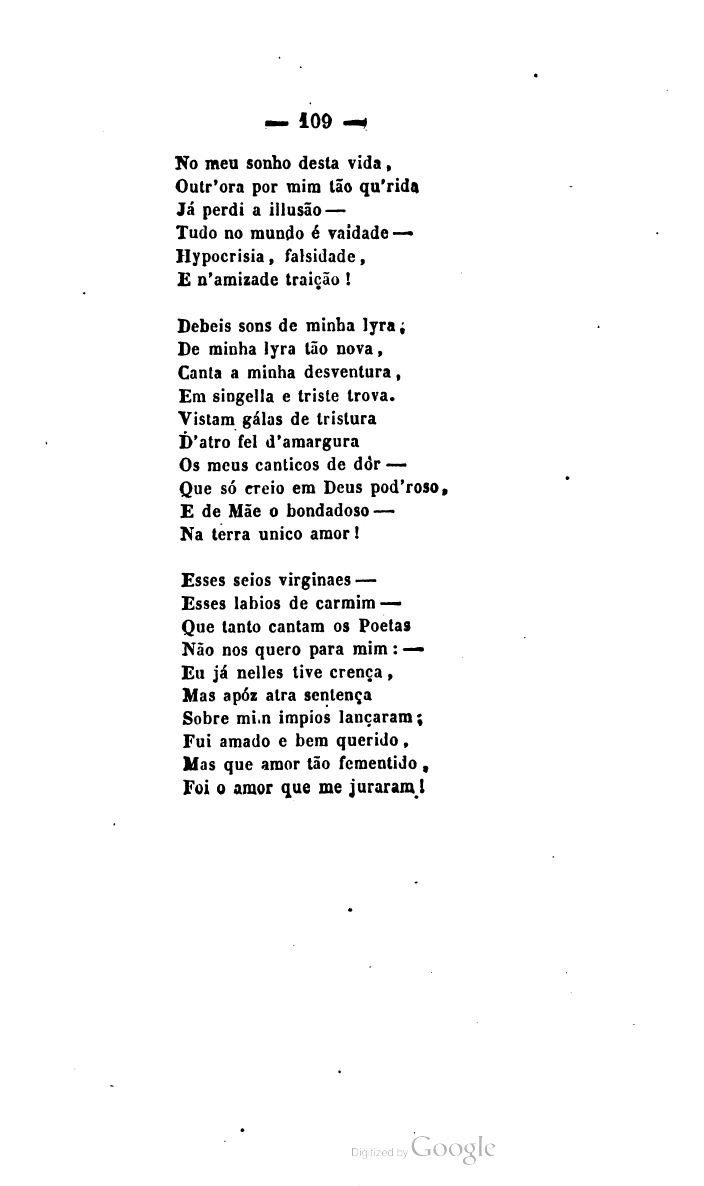 — 109 —
No meu sonho desta vida,
Outr'ora por mim tão qu'rida
Já perdi a illusão —
Tudo no mundo é vaidade —
Hypocrisia, falsidade,
E n'amizade traição!
Debeis sons de minha lyra;
De minha lyra tão nova,
Canta a minha desventura,
Em singella e triste trova.
Vistam gálas de tristura
D'atro fel d'amargura
Os meus canticos de dôr —
Que só creio em Deus pod'roso,
E de Mãe o bondadoso —
Na terra unico amor!
Esses seios virginaes —
Esses labios de carmim —
Que tanto cantam os Poetas
Não nos quero para mim: —
Eu já nelles tive crença,
Mas apóz atra sentença
Sobre mim impios lançaram;
Fui amado e bem querido,
Mas que amor tão fementido,
Foi o amor que me juraram!
Digitized by Google